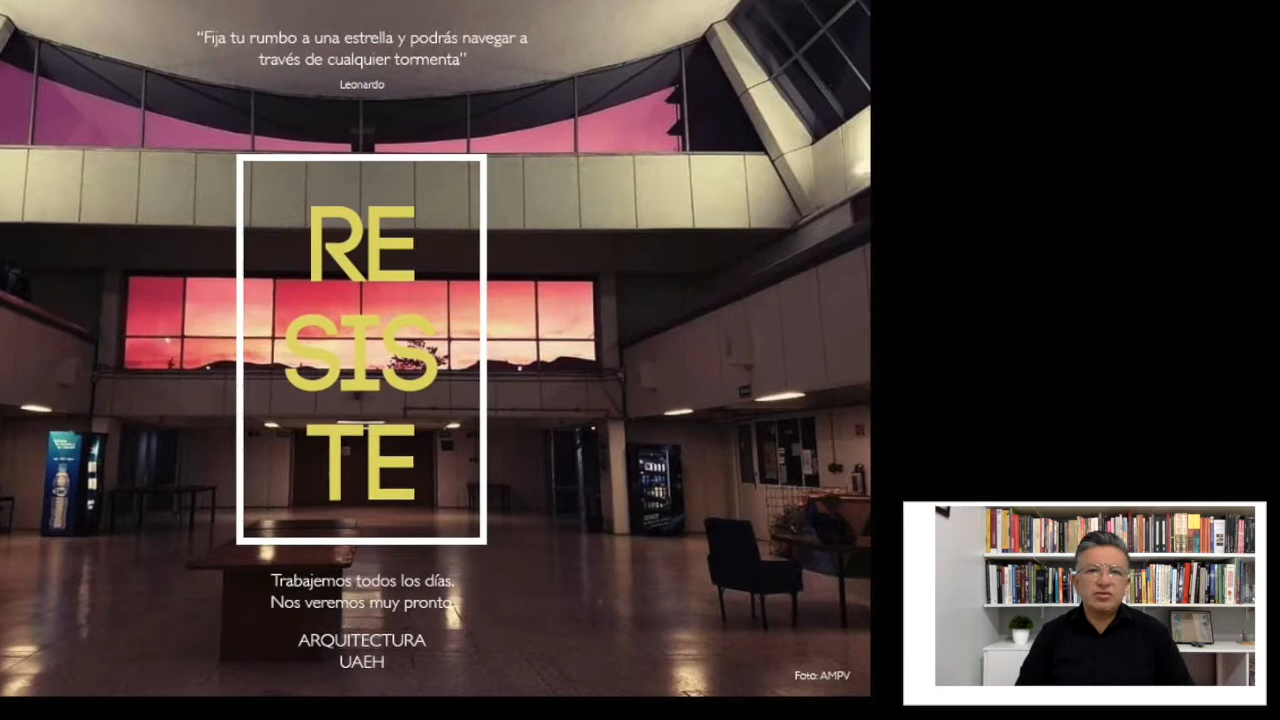 “Fija tu rumbo a una estrella y podrás navegar a
través de cualquier tormenta”
Leonardo
RE
SIS
TE
Trabajemos todos los días.
Nos veremos muy pronto.
ARQUITECTURA
UAEH
Foto: AMPV